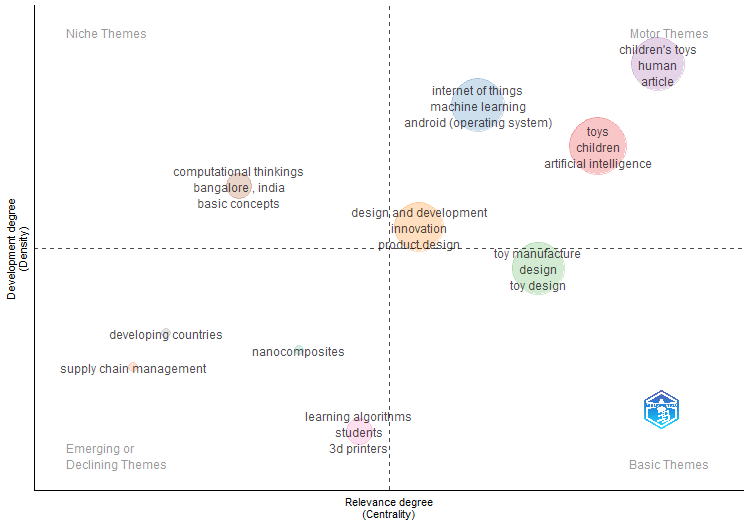 Niche Themes
Motor Themes
children's toys
human
article
internet of things
machine learning
android (operating system)
toys
children
artificial intelligence
computational thinkings
bangalore, india
basic concepts
design and development
innovation
product design
toy manufacture
design
toy design
developing countries
nanocomposites
supply chain management
learning algorithms
students
3d printers
Emerging or
Declining Themes
Basic Themes
Development degree
(Density)
Relevance degree
(Centrality)